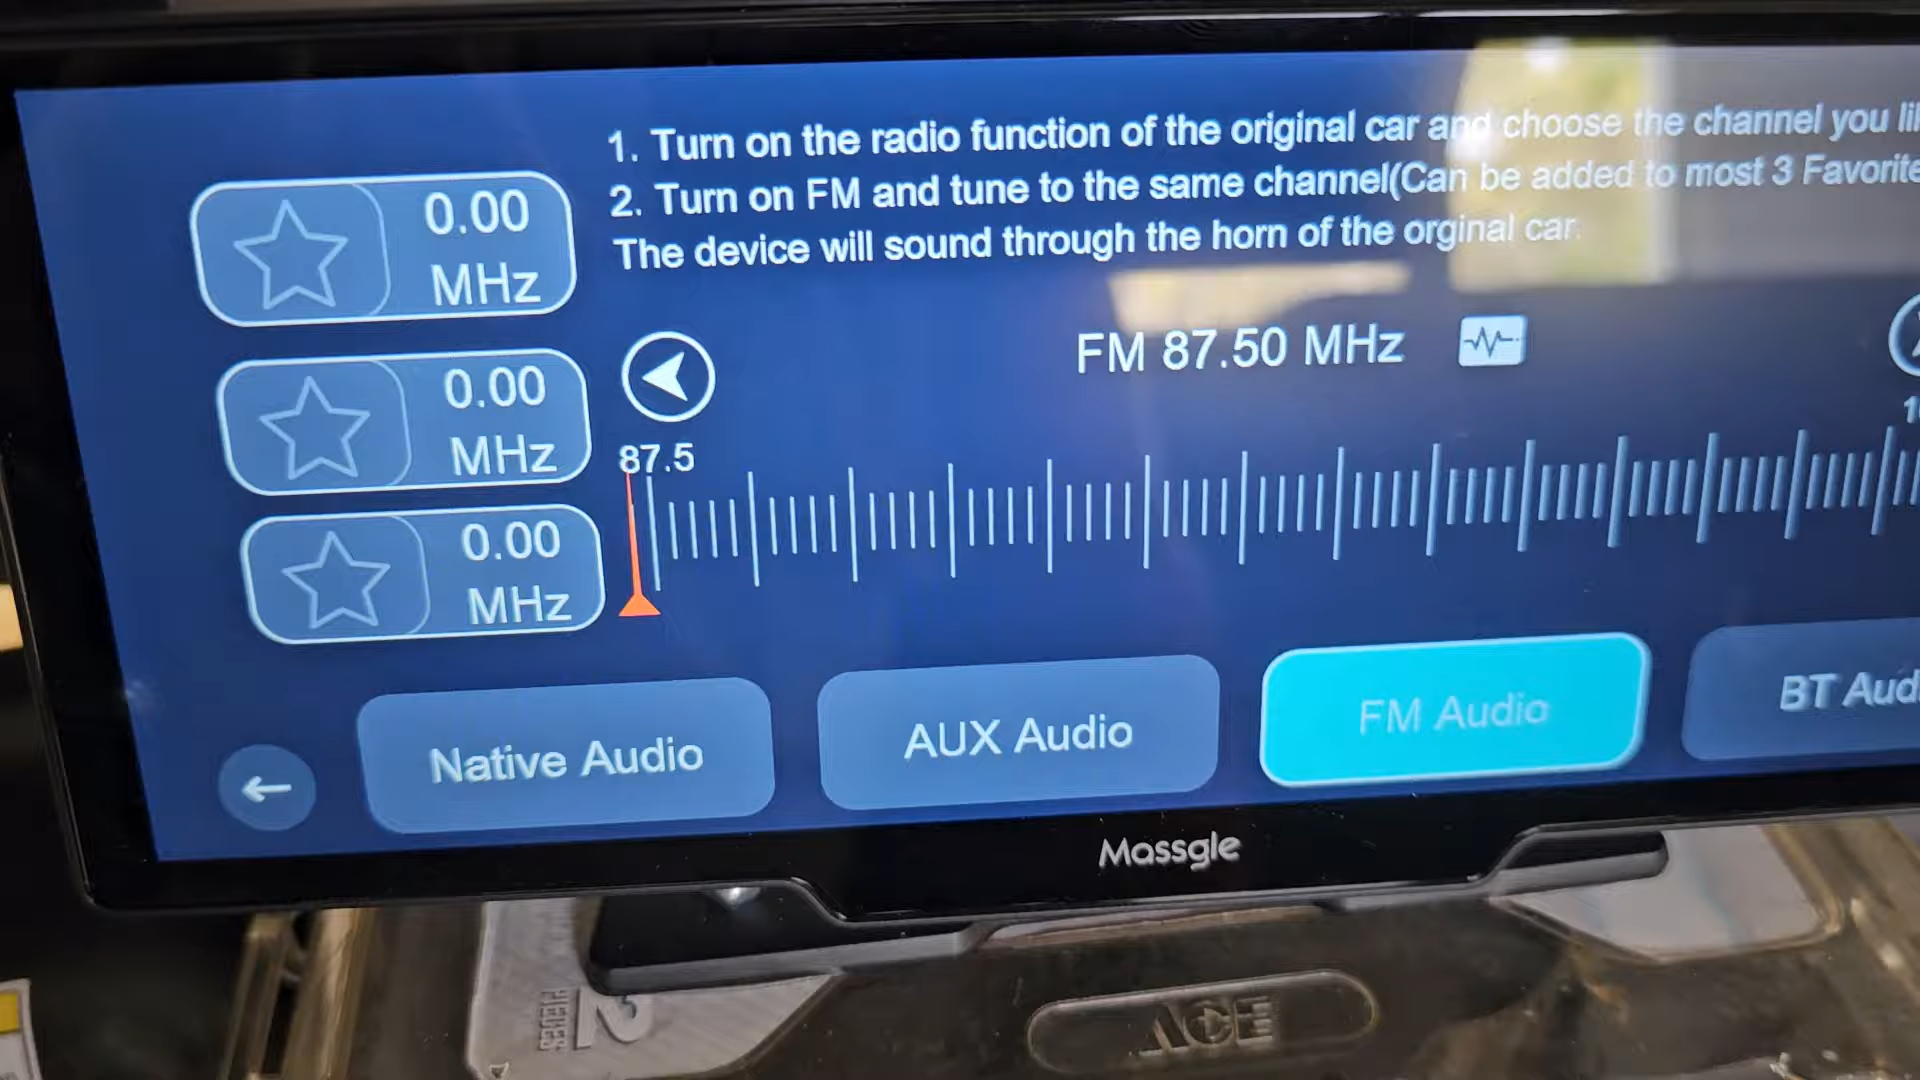 1. Turn on the radio function of the original car and choose the channel you
2. Turn on FM and tune to the same channel(Can be added to most 3
The device will sound through the horn of the orginal car.
0.00
MHz
0.00
MHz
0.00
MHz
FM 87.50 MHz
87.5
Native Audio
AUX Audio
FM Audio
BT
Massgle
2
PIECES
ACE